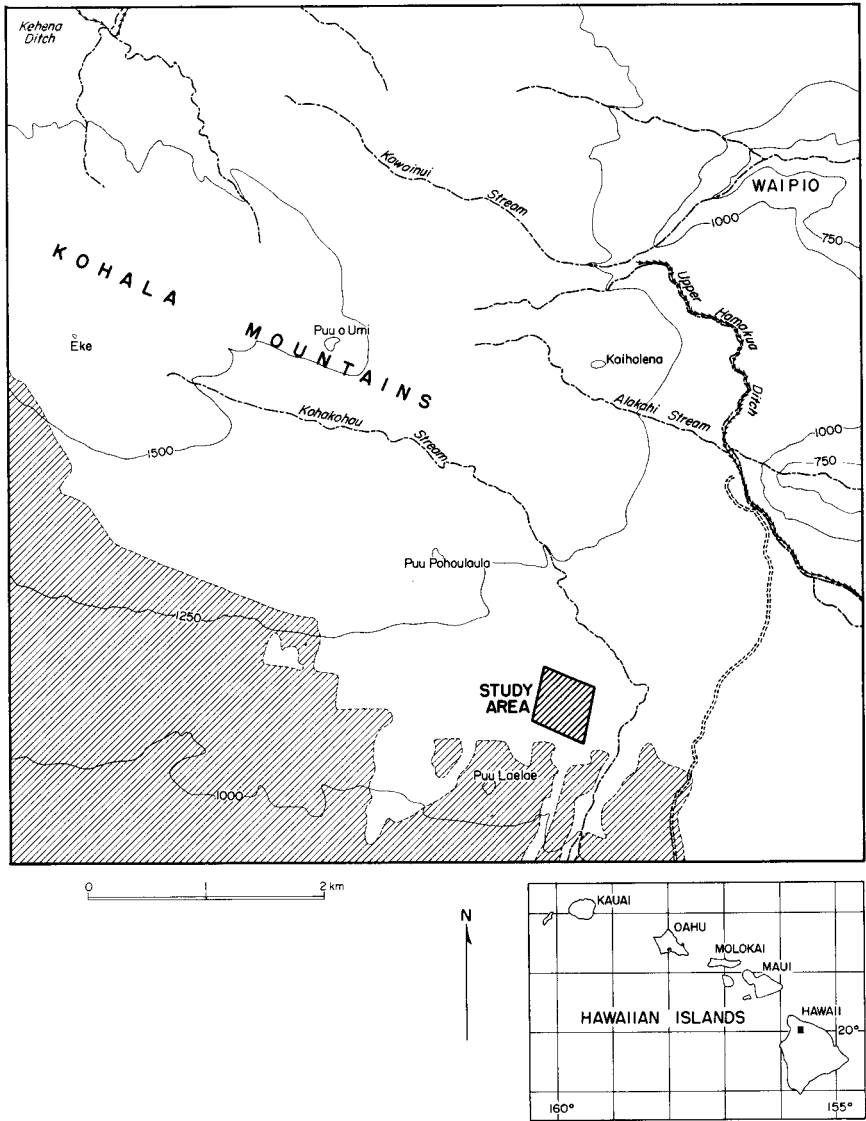 Kehena
Ditch
Kawainui
Stream
WAIPIO
1000
750
KOHALA
MOUNTAINS
Upper
Hamakua
Ditch
Puu o Umi
Eke
Kaiholena
Alakahi Stream
Kohakohau
Stream
1000
750
1500
Puu Pohoulaula
1250
STUDY
AREA
Puu Laelae
1000
0 1 2 km
N
KAUAI
OAHU
MOLOKAI
MAUI
HAWAII
HAWAIIAN ISLANDS
20°
160° 155°